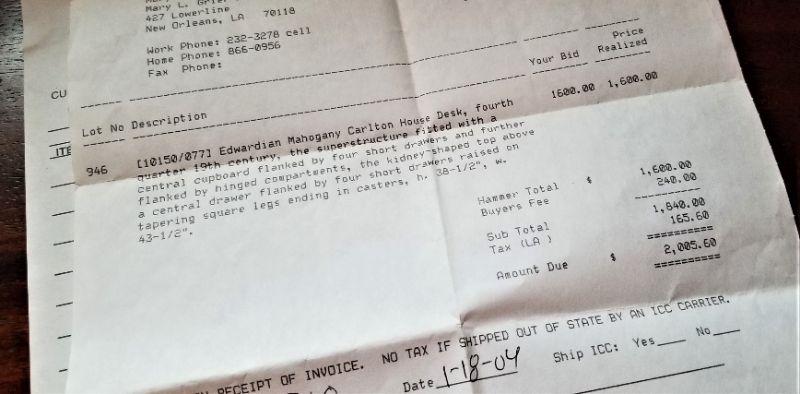 Mary L.
427 Lowerline
New Orleans, LA 70118
Work Phone: 232-3278 cell
Home Phone: 866-0956
Fax Phone:
CU
ITE
Lot No Description Your Bid Price Realized
946 [10150/077] Edwardian Mahogany Carlton House Desk, fourth 1600.00 1,600.00
quarter 19th century, the superstructure fitted with a
central cupboard flanked by four short drawers and further
flanked by hinged compartments, the kidney-shaped top above
a central drawer flanked by four short drawers raised on
tapering square legs ending in casters, h. 38-1/2", w.
43-1/2".
Hammer Total $ 1,600.00
Buyers Fee 240.00
Sub Total 1,840.00
Tax (LA ) 165.60
Amount Due $ 2,005.60
RECEIPT OF INVOICE. NO TAX IF SHIPPED OUT OF STATE BY AN ICC CARRIER.
Date 1-18-04 Ship ICC: Yes___ No___